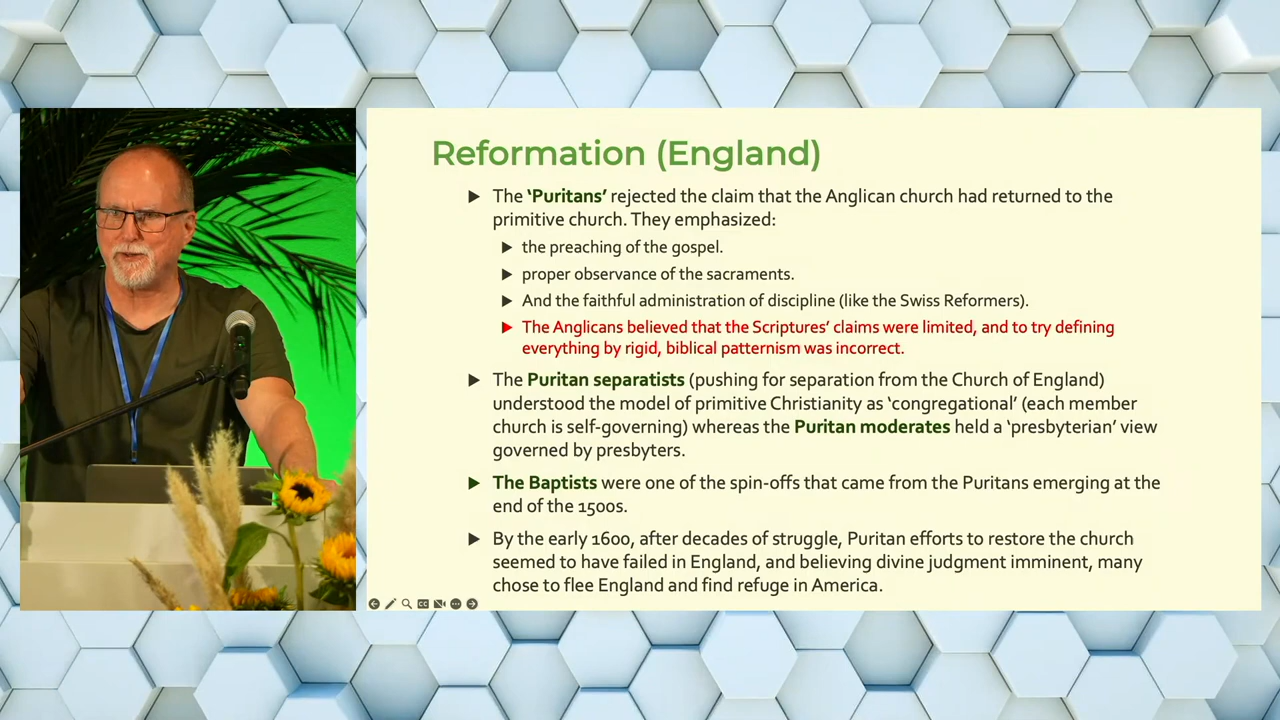 Reformation (England)
The ‘Puritans’ rejected the claim that the Anglican church had returned to the
primitive church. They emphasized:
the preaching of the gospel.
proper observance of the sacraments.
And the faithful administration of discipline (like the Swiss Reformers).
The Anglicans believed that the Scriptures’ claims were limited, and to try defining
everything by rigid, biblical patternism was incorrect.
The Puritan separatists (pushing for separation from the Church of England)
understood the model of primitive Christianity as ‘congregational’ (each member
church is self-governing) whereas the Puritan moderates held a ‘presbyterian’ view
governed by presbyters.
The Baptists were one of the spin-offs that came from the Puritans emerging at the
end of the 1500s.
By the early 1600, after decades of struggle, Puritan efforts to restore the church
seemed to have failed in England, and believing divine judgment imminent, many
chose to flee England and find refuge in America.